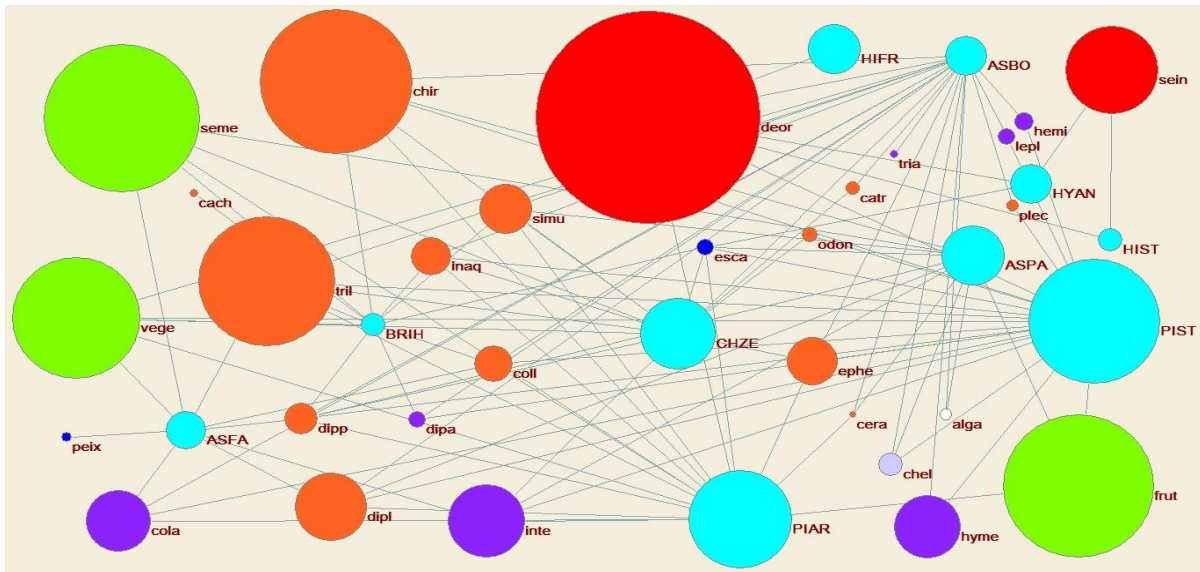 HIFR
ASBO
sein
chir
deor
seme
hemi
lepl
tria
HYAN
cach
catr
plec
simu
odon
HIST
esca
ASPA
inaq
tril
vege
BRIH
CHZE
PIST
coll
ephe
dipp
dipa
cera
alga
peix
ASFA
chel
frut
cola
dipl
inte
PIAR
hyme